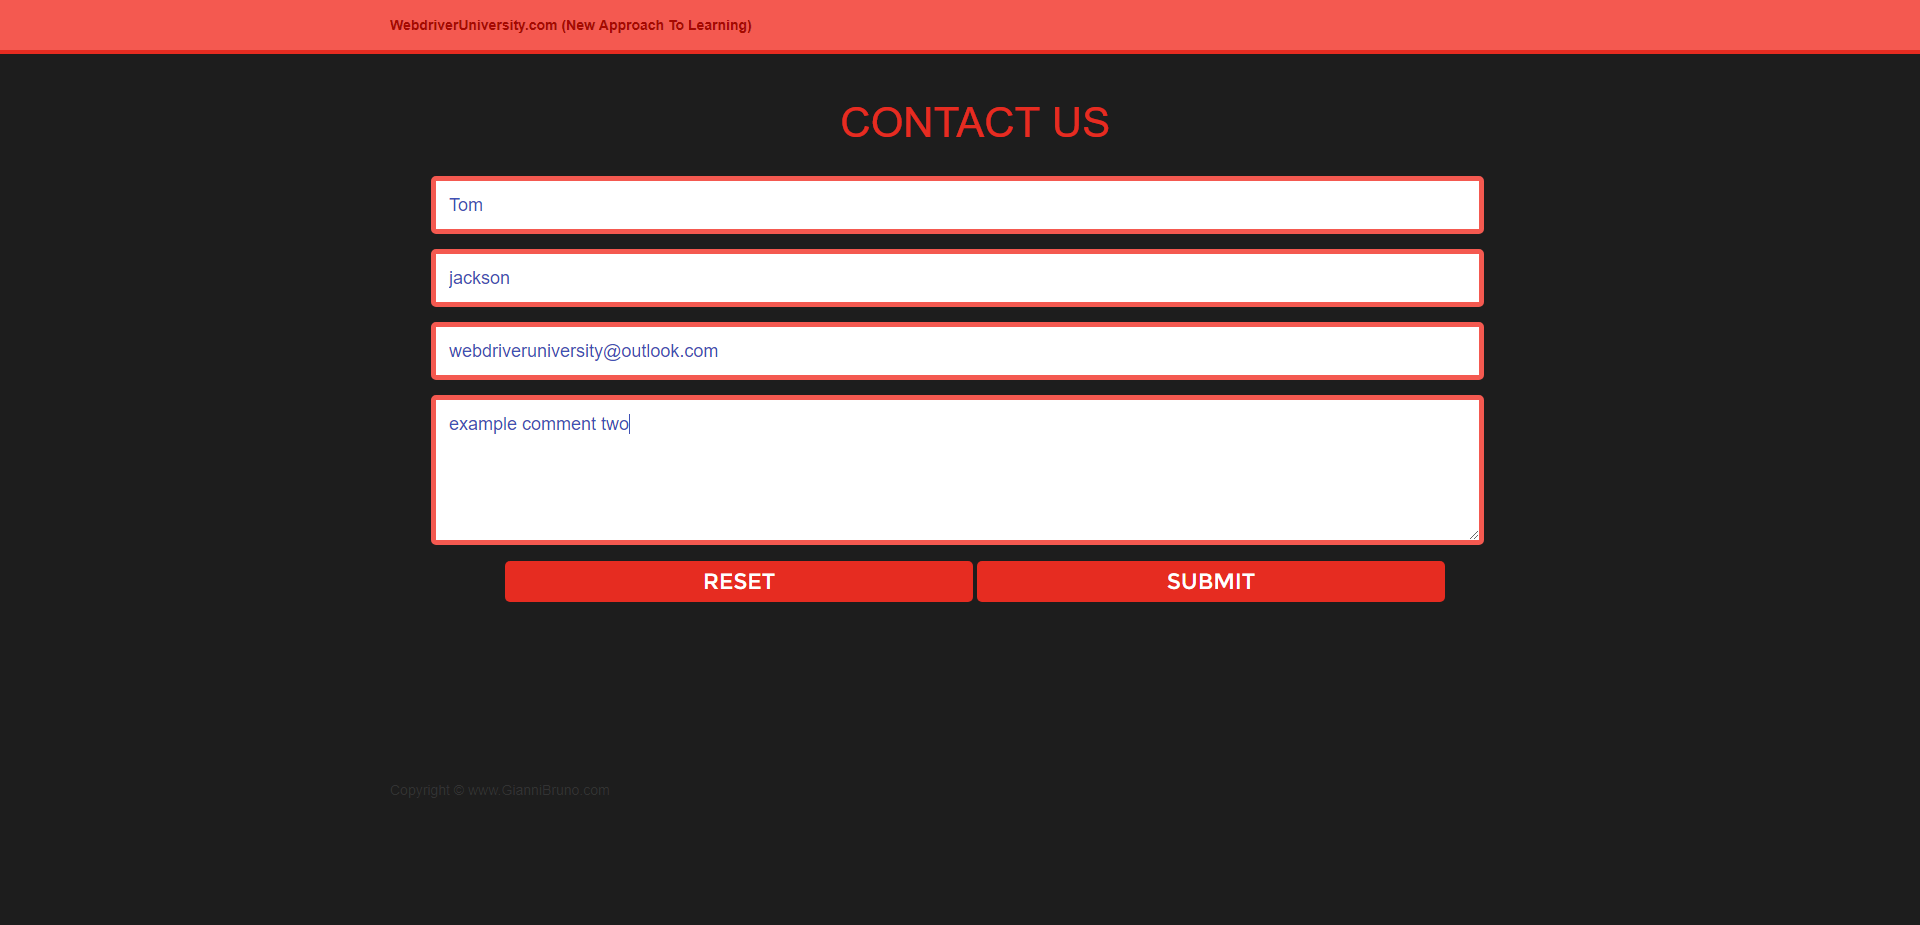 WebdriverUniversity.com (New Approach To Learning)
CONTACT US
Tom
jackson
webdriveruniversity@outlook.com
example comment two
RESET SUBMIT
Copyright © www.GianniBruno.com